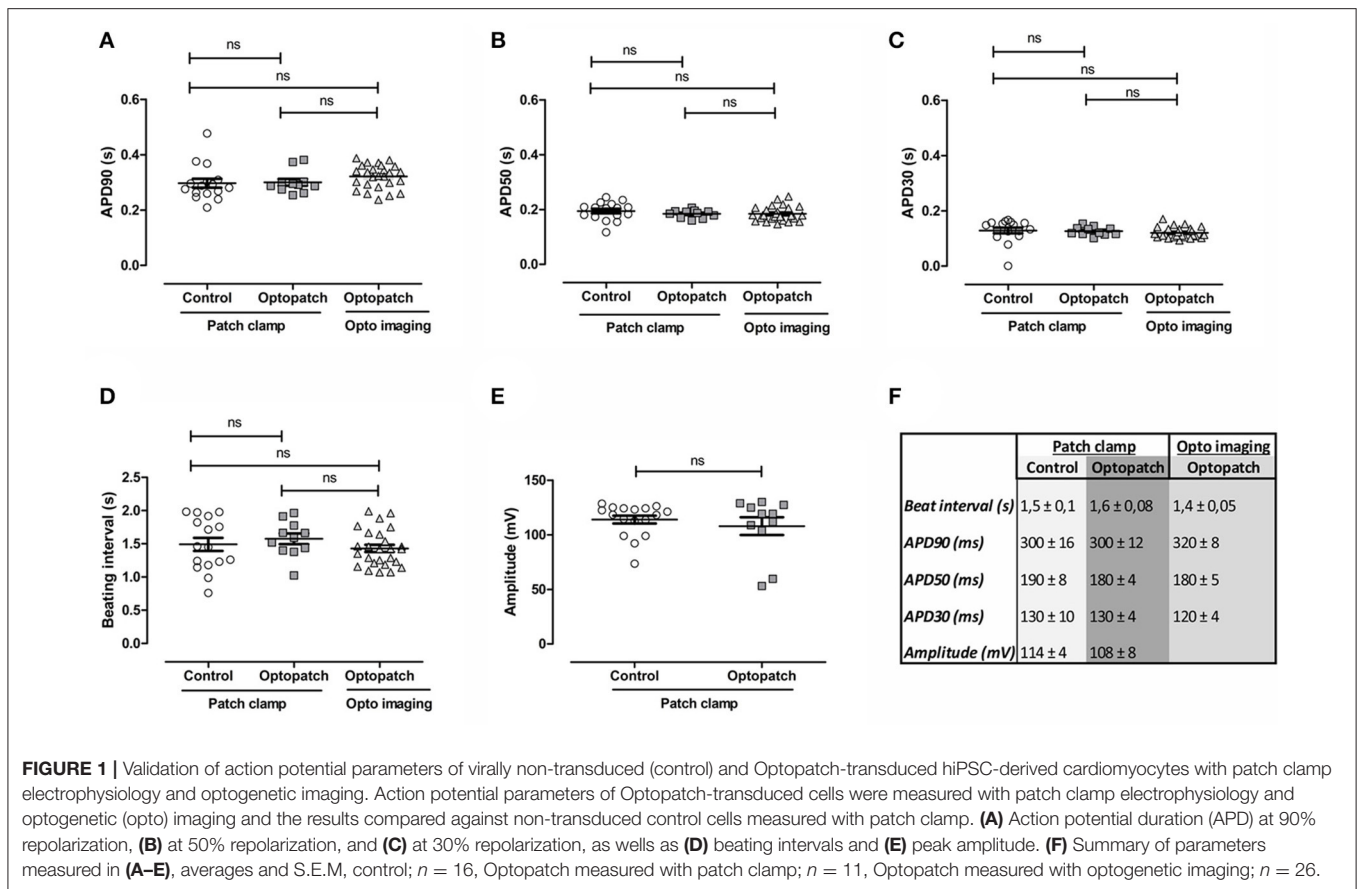 A
ns
ns
ns
APD90 (s)
0.6
0.4
0.2
0.0
Control
Optopatch
Optopatch
Patch clamp
Opto imaging
B
ns
ns
ns
APD50 (s)
0.6
0.4
0.2
0.0
Control
Optopatch
Optopatch
Patch clamp
Opto imaging
C
ns
ns
ns
APD30 (s)
0.6
0.4
0.2
0.0
Control
Optopatch
Optopatch
Patch clamp
Opto imaging
D
ns
ns
ns
Beating interval (s)
2.5
2.0
1.5
1.0
0.5
0.0
Control
Optopatch
Optopatch
Patch clamp
Opto imaging
E
ns
Amplitude (mV)
150
100
50
0
Control
Optopatch
Patch clamp
F
Patch clamp Opto imaging
Control Optopatch Optopatch
Beat interval (s) 1,5 ± 0,1 1,6 ± 0,08 1,4 ± 0,05
APD90 (ms) 300 ± 16 300 ± 12 320 ± 8
APD50 (ms) 190 ± 8 180 ± 4 180 ± 5
APD30 (ms) 130 ± 10 130 ± 4 120 ± 4
Amplitude (mV) 114 ± 4 108 ± 8
FIGURE 1 | Validation of action potential parameters of virally non-transduced (control) and Optopatch-transduced hiPSC-derived cardiomyocytes with patch clamp
electrophysiology and optogenetic imaging. Action potential parameters of Optopatch-transduced cells were measured with patch clamp electrophysiology and
optogenetic (opto) imaging and the results compared against non-transduced control cells measured with patch clamp. (A) Action potential duration (APD) at 90%
repolarization, (B) at 50% repolarization, and (C) at 30% repolarization, as wells as (D) beating intervals and (E) peak amplitude. (F) Summary of parameters
measured in (A–E), averages and S.E.M, control; n = 16, Optopatch measured with patch clamp; n = 11, Optopatch measured with optogenetic imaging; n = 26.